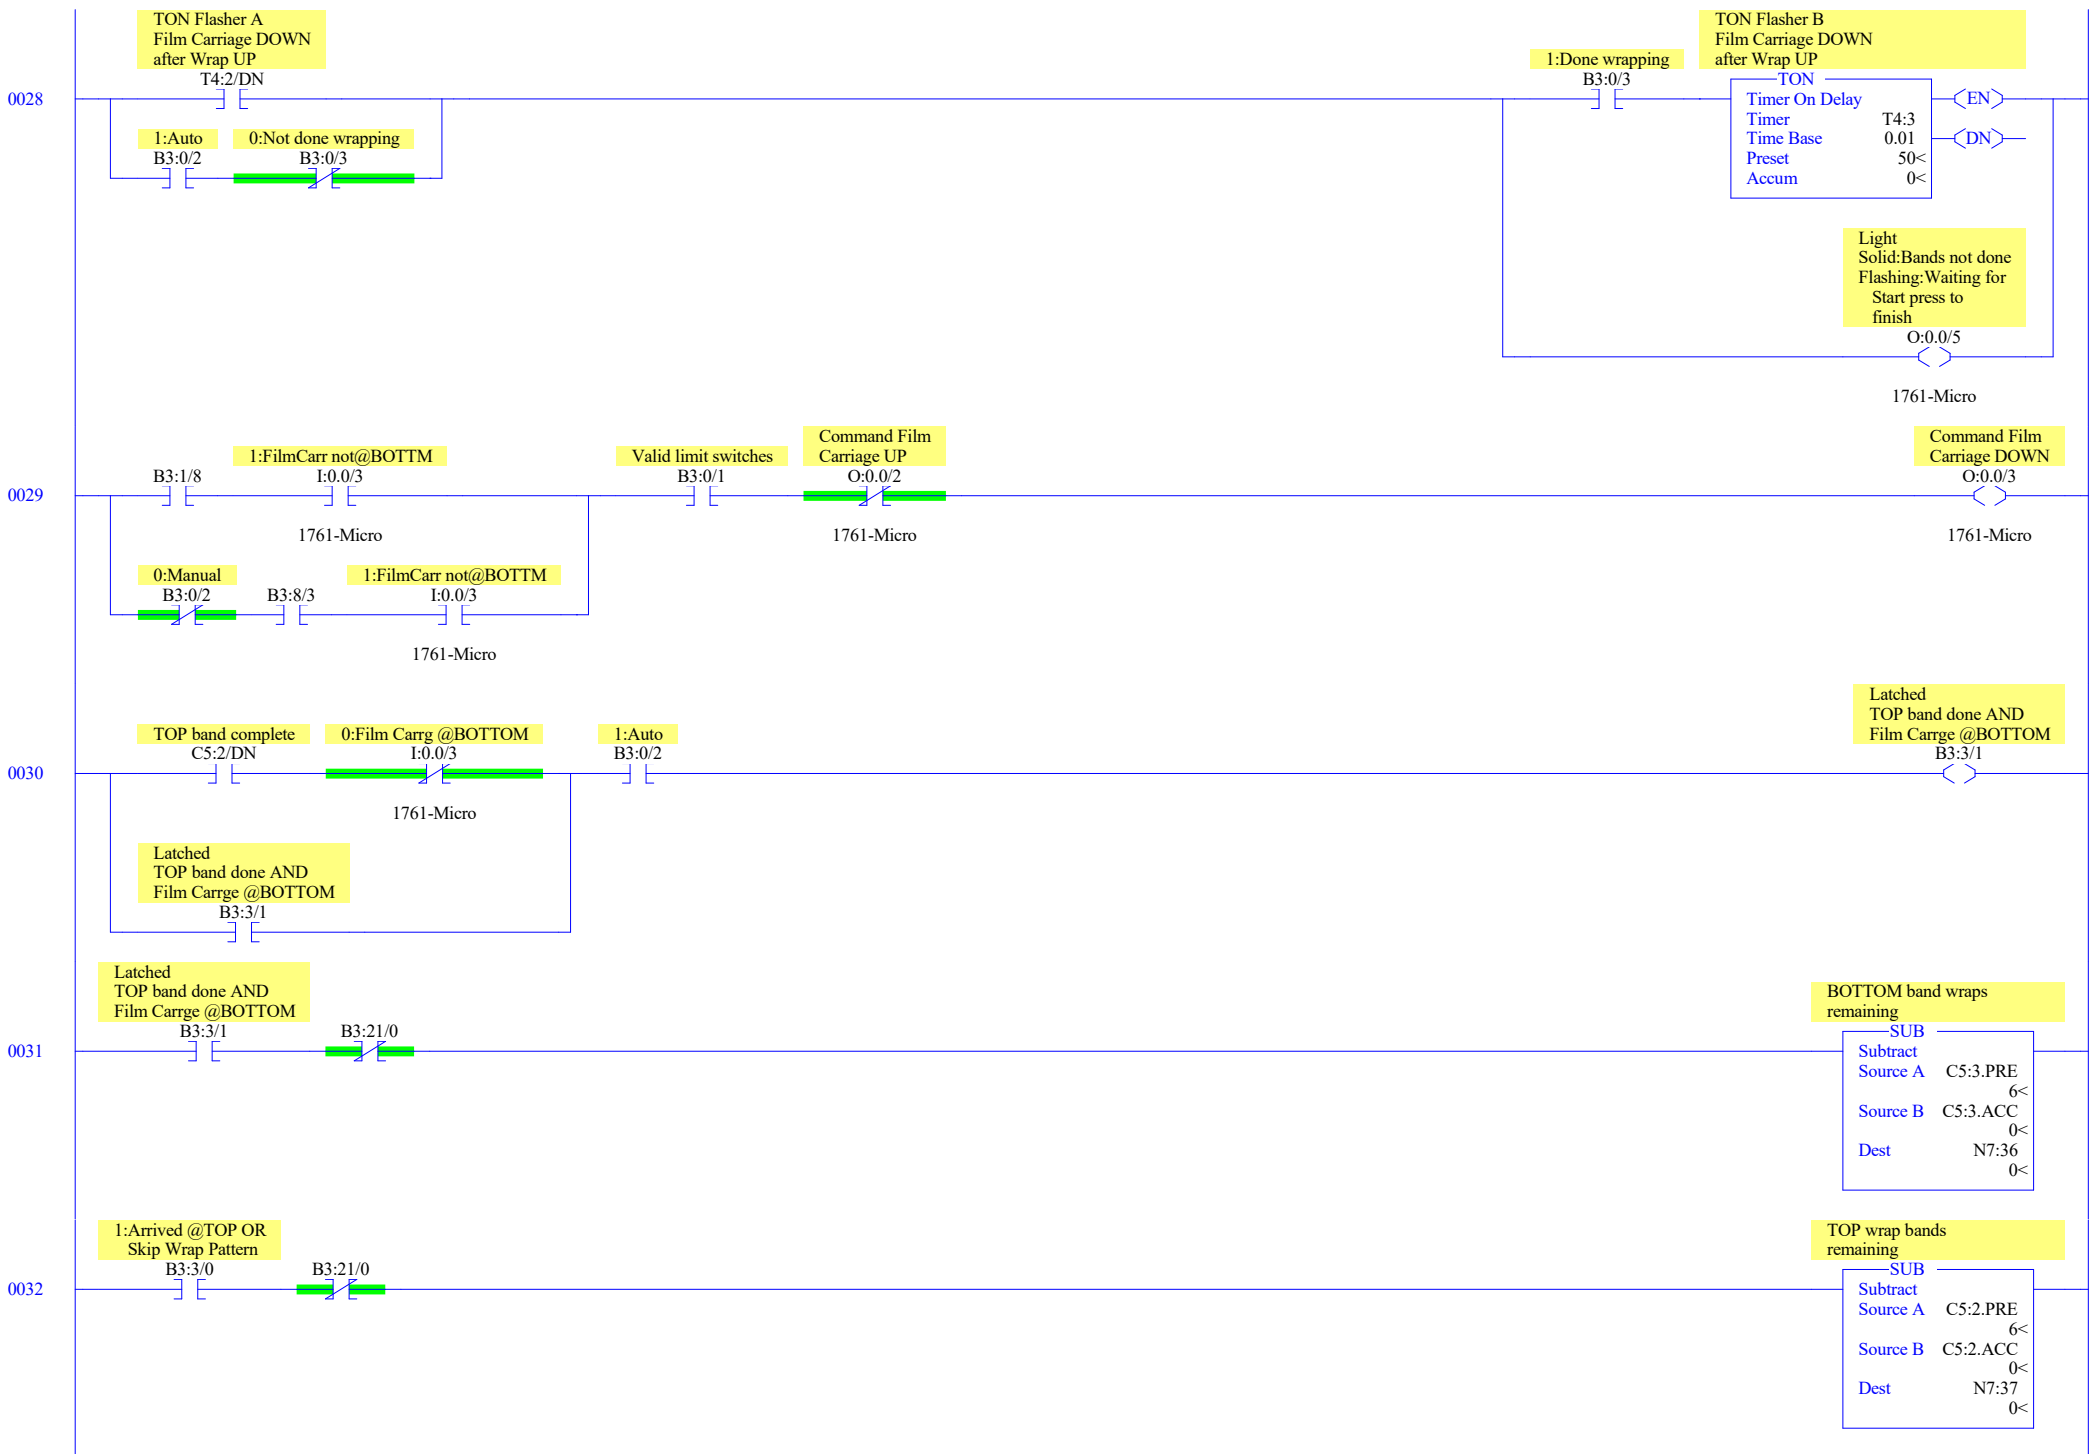 TON Flasher A
Film Carriage DOWN
after Wrap UP
T4:2/DN
0028
1:Auto
B3:0/2
0:Not done wrapping
B3:0/3
1:Done wrapping
B3:0/3
TON Flasher B
Film Carriage DOWN
after Wrap UP
TON
Timer On Delay
Timer T4:3
Time Base 0.01
Preset 50<
Accum 0<
EN
DN
Light
Solid:Bands not done
Flashing:Waiting for
Start press to
finish
O:0.0/5
1761-Micro
0029
B3:1/8
1:FilmCarr not@BOTTM
I:0.0/3
1761-Micro
Valid limit switches
B3:0/1
Command Film
Carriage UP
O:0.0/2
1761-Micro
Command Film
Carriage DOWN
O:0.0/3
1761-Micro
0:Manual
B3:0/2
B3:8/3
1:FilmCarr not@BOTTM
I:0.0/3
1761-Micro
0030
TOP band complete
C5:2/DN
0:Film Carrg @BOTTOM
I:0.0/3
1761-Micro
1:Auto
B3:0/2
Latched
TOP band done AND
Film Carrge @BOTTOM
B3:3/1
Latched
TOP band done AND
Film Carrge @BOTTOM
B3:3/1
0031
Latched
TOP band done AND
Film Carrge @BOTTOM
B3:3/1
B3:21/0
BOTTOM band wraps
remaining
SUB
Subtract
Source A C5:3.PRE
6<
Source B C5:3.ACC
0<
Dest N7:36
0<
0032
1:Arrived @TOP OR
Skip Wrap Pattern
B3:3/0
B3:21/0
TOP wrap bands
remaining
SUB
Subtract
Source A C5:2.PRE
6<
Source B C5:2.ACC
0<
Dest N7:37
0<